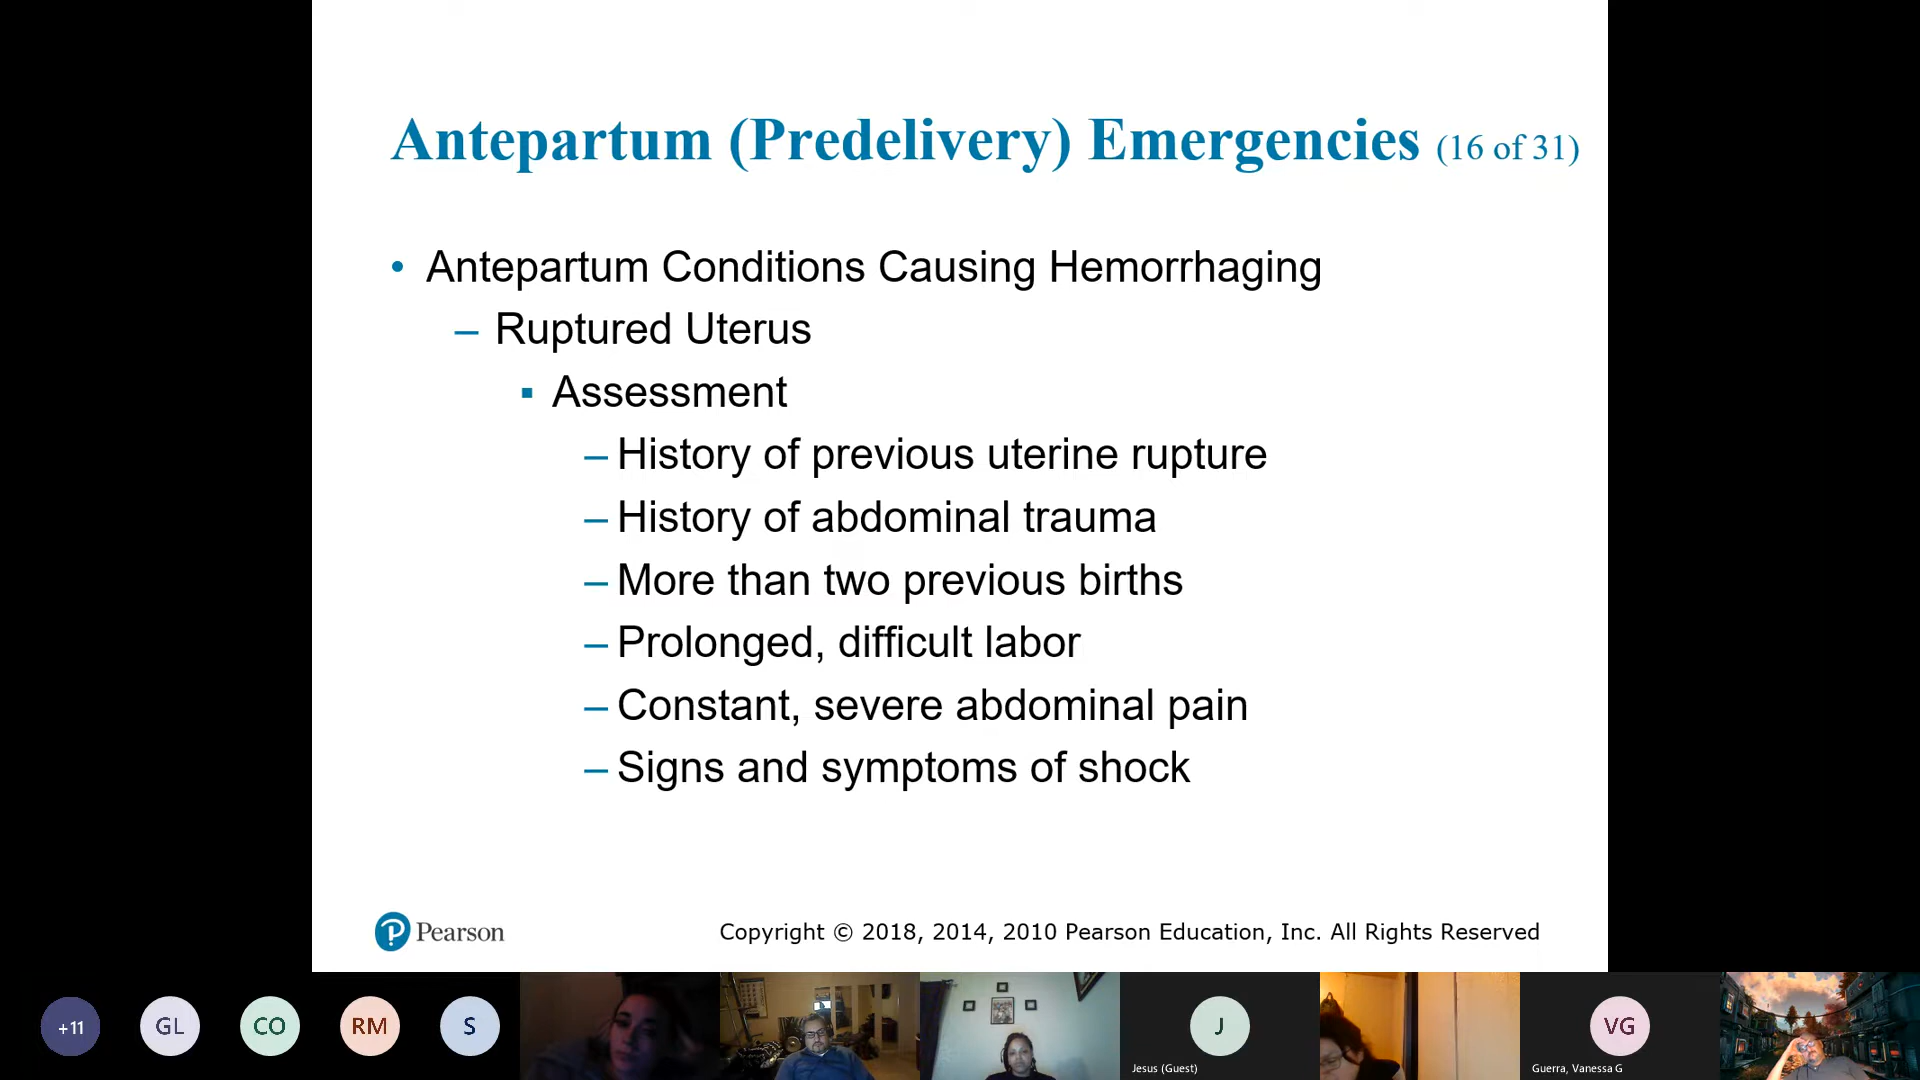 Antepartum (Predelivery) Emergencies (16 of 31)
• Antepartum Conditions Causing Hemorrhaging
– Ruptured Uterus
▪ Assessment
– History of previous uterine rupture
– History of abdominal trauma
– More than two previous births
– Prolonged, difficult labor
– Constant, severe abdominal pain
– Signs and symptoms of shock
Pearson
Copyright © 2018, 2014, 2010 Pearson Education, Inc. All Rights Reserved
+11
GL
CO
RM
S
J
Jesus (Guest)
VG
Guerra, Vanessa G